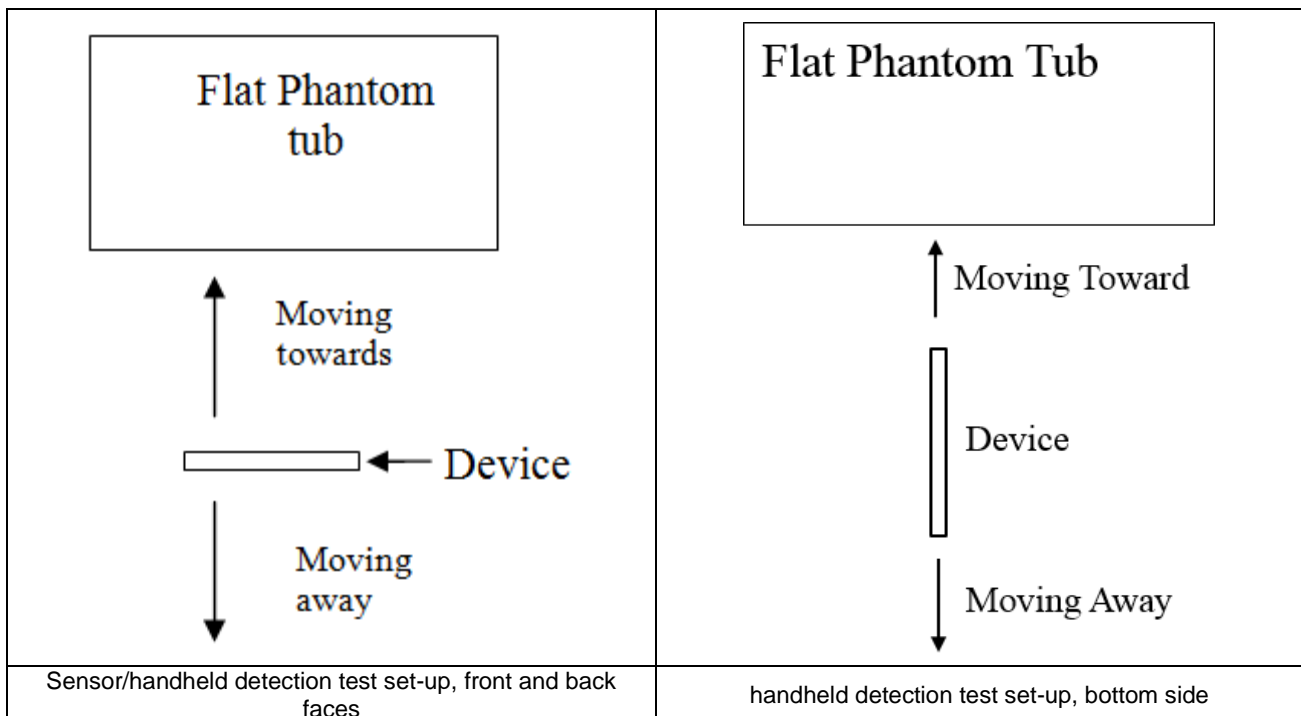 Flat Phantom
tub
Moving
towards
Device
Moving
away
Sensor/handheld detection test set-up, front and back
faces
Flat Phantom Tub
Moving Toward
Device
Moving Away
handheld detection test set-up, bottom side